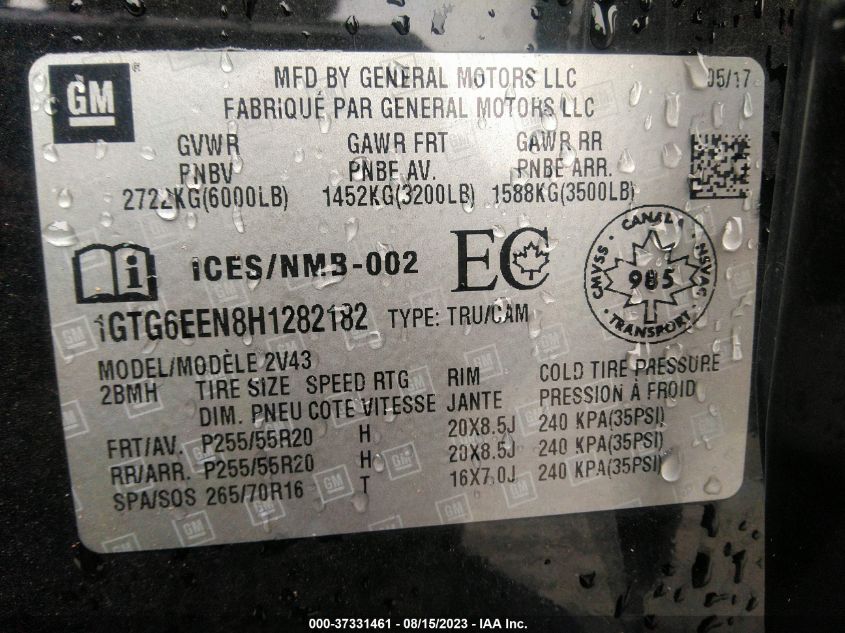 GM
MFD BY GENERAL MOTORS LLC 05/17
FABRIQUÉ PAR GENERAL MOTORS LLC
GVWR GAWR FRT GAWR RR
PNBV PNBE AV. PNBE ARR.
2722KG(6000LB) 1452KG(3200LB) 1588KG(3500LB)
i ICES/NMB-002 EC
CANADA
CMVSS NSVAC
985
TRANSPORT
1GTG6EEN8H1282182 TYPE: TRU/CAM
MODEL/MODÈLE 2V43
2BMH TIRE SIZE SPEED RTG RIM COLD TIRE PRESSURE
DIM. PNEU COTE VITESSE JANTE PRESSION À FROID
FRT/AV. P255/55R20 H 20X8.5J 240 KPA(35PSI)
RR/ARR. P255/55R20 H 20X8.5J 240 KPA(35PSI)
SPA/SOS 265/70R16 T 16X7.0J 240 KPA(35PSI)
000-37331461 - 08/15/2023 - IAA Inc.